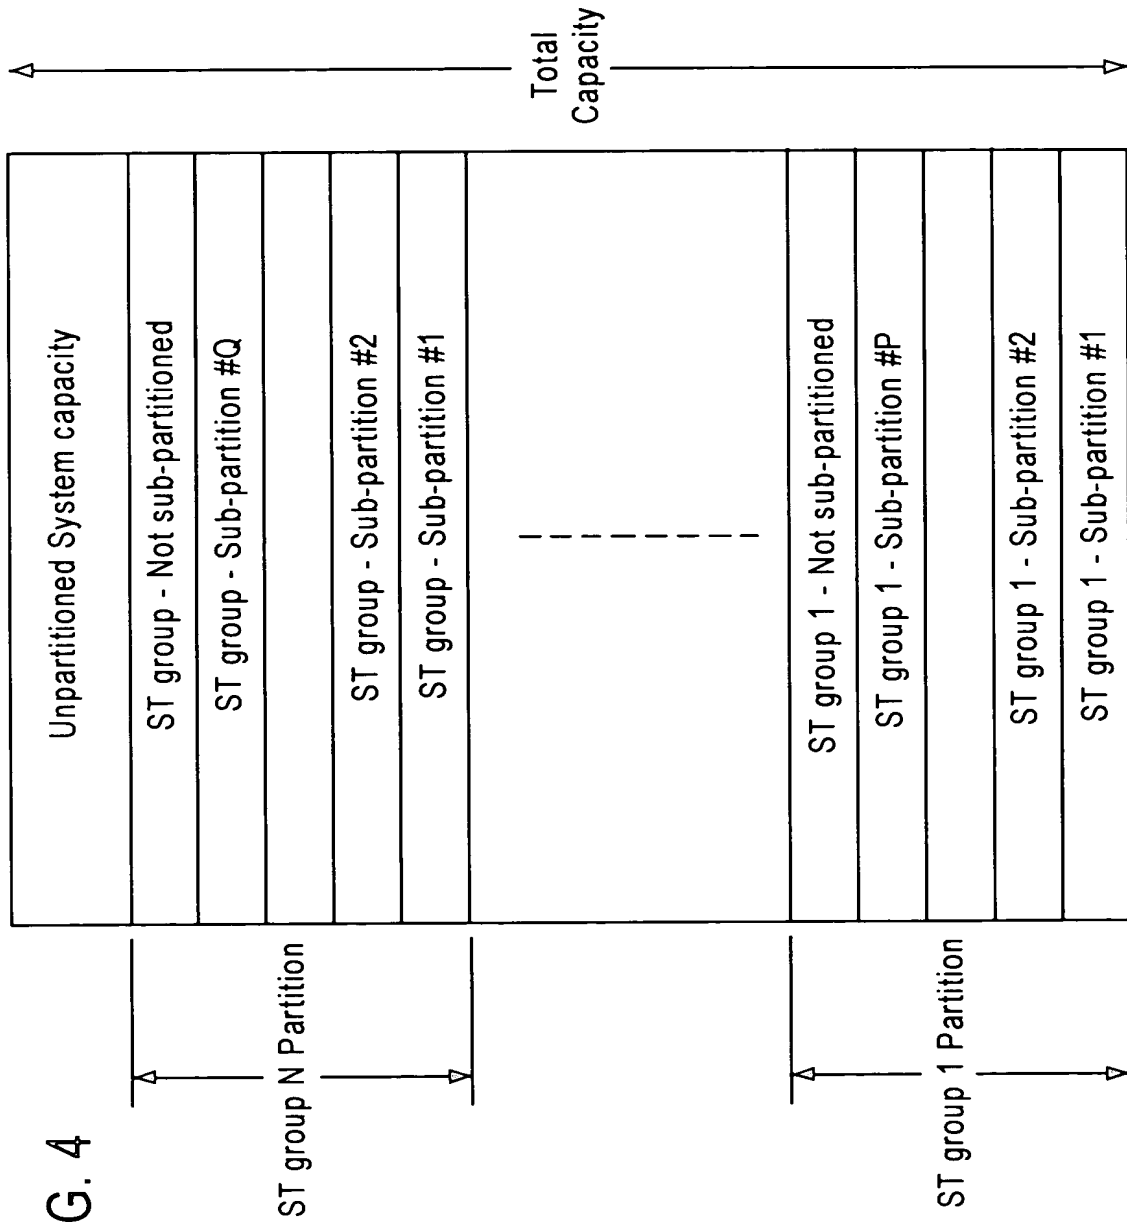 G. 4
Total
Capacity
Unpartitioned System capacity
ST group - Not sub-partitioned
ST group - Sub-partition #Q
ST group - Sub-partition #2
ST group - Sub-partition #1
ST group N Partition
ST group 1 - Not sub-partitioned
ST group 1 - Sub-partition #P
ST group 1 - Sub-partition #2
ST group 1 - Sub-partition #1
ST group 1 Partition